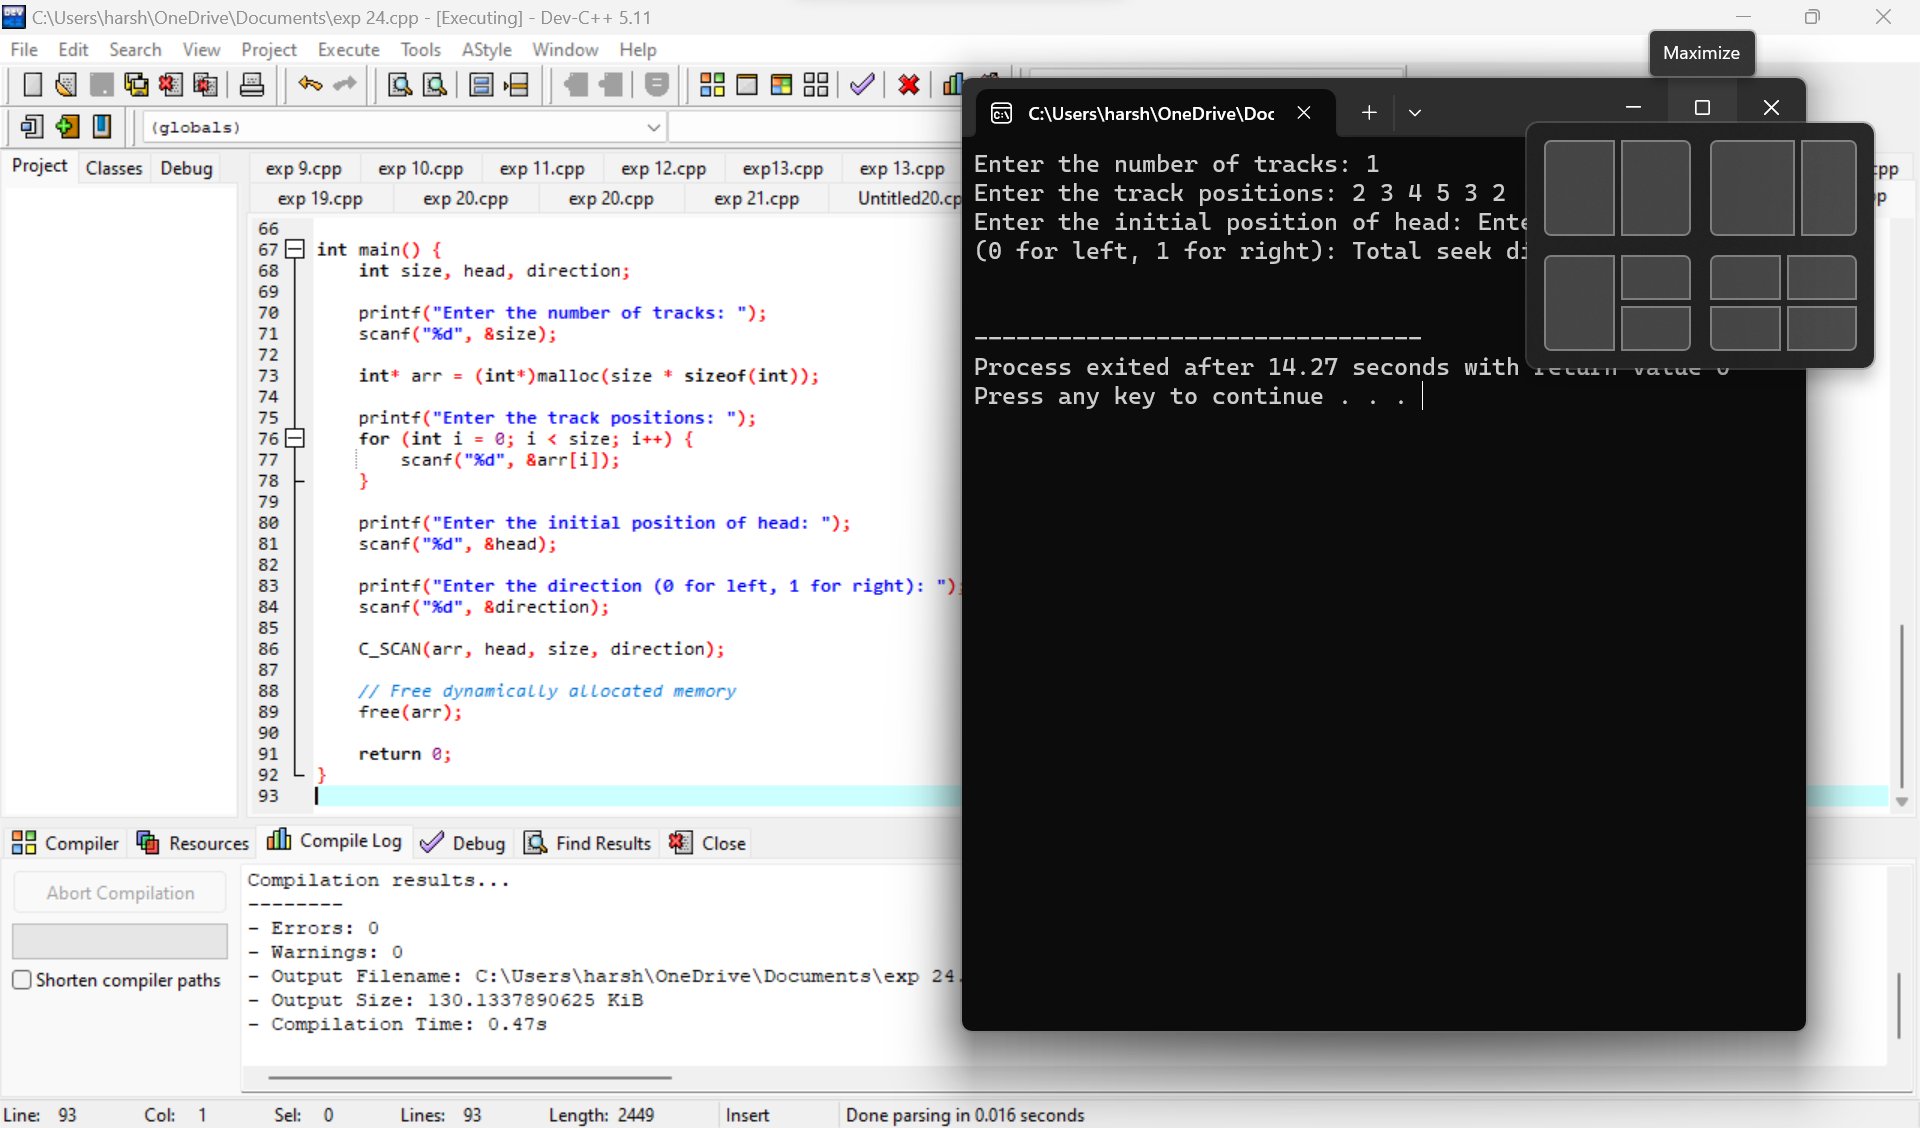 C:\Users\harsh\OneDrive\Documents\exp 24.cpp - [Executing] - Dev-C++ 5.11
File Edit Search View Project Execute Tools AStyle Window Help
Maximize
(globals)
Project Classes Debug
exp 9.cpp exp 10.cpp exp 11.cpp exp 12.cpp exp13.cpp exp 13.cpp
exp 19.cpp exp 20.cpp exp 20.cpp exp 21.cpp Untitled20.cp
66
67 int main() {
68 int size, head, direction;
69
70 printf("Enter the number of tracks: ");
71 scanf("%d", &size);
72
73 int* arr = (int*)malloc(size * sizeof(int));
74
75 printf("Enter the track positions: ");
76 for (int i = 0; i < size; i++) {
77 scanf("%d", &arr[i]);
78 }
79
80 printf("Enter the initial position of head: ");
81 scanf("%d", &head);
82
83 printf("Enter the direction (0 for left, 1 for right): ");
84 scanf("%d", &direction);
85
86 C_SCAN(arr, head, size, direction);
87
88 // Free dynamically allocated memory
89 free(arr);
90
91 return 0;
92 }
93
C:\Users\harsh\OneDrive\Doc
Enter the number of tracks: 1
Enter the track positions: 2 3 4 5 3 2
Enter the initial position of head: Ente
(0 for left, 1 for right): Total seek di
--------------------------------
Process exited after 14.27 seconds with return value 0
Press any key to continue . . .
Compiler Resources Compile Log Debug Find Results Close
Abort Compilation
Shorten compiler paths
Compilation results...
--------
- Errors: 0
- Warnings: 0
- Output Filename: C:\Users\harsh\OneDrive\Documents\exp 24.
- Output Size: 130.1337890625 KiB
- Compilation Time: 0.47s
Line: 93 Col: 1 Sel: 0 Lines: 93 Length: 2449 Insert Done parsing in 0.016 seconds